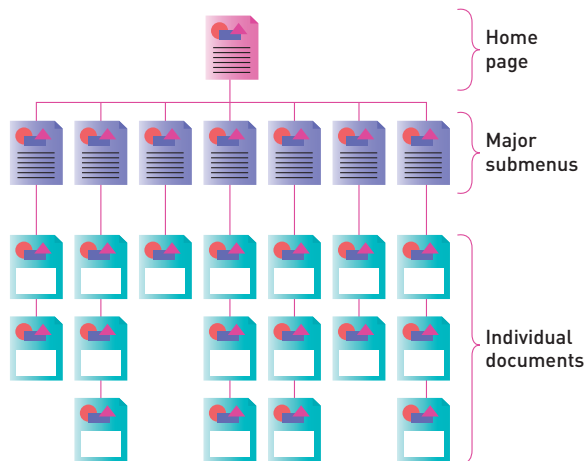 Home
page
Major
submenus
Individual
documents